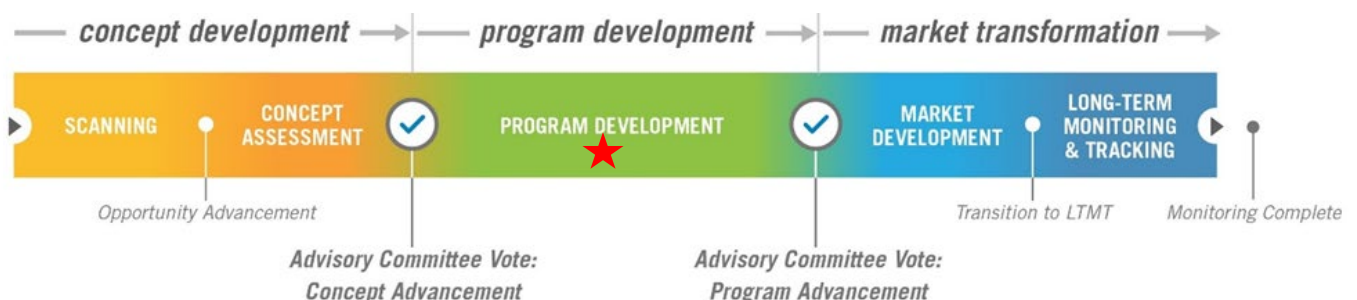 concept development
program development
market transformation
SCANNING
CONCEPT
ASSESSMENT
PROGRAM DEVELOPMENT
MARKET
DEVELOPMENT
LONG-TERM
MONITORING
& TRACKING
Opportunity Advancement
Transition to LTMT
Monitoring Complete
Advisory Committee Vote:
Concept Advancement
Advisory Committee Vote:
Program Advancement